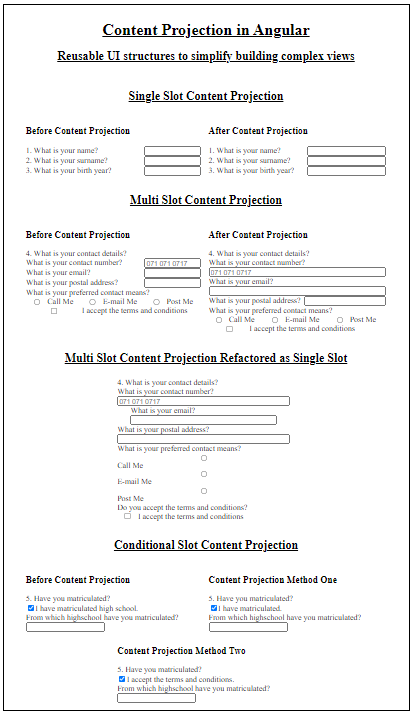 Content Projection in Angular
Reusable UI structures to simplify building complex views
Single Slot Content Projection
Before Content Projection
1. What is your name?
2. What is your surname?
3. What is your birth year?
After Content Projection
1. What is your name?
2. What is your surname?
3. What is your birth year?
Multi Slot Content Projection
Before Content Projection
4. What is your contact details?
What is your contact number? 071 071 0717
What is your email?
What is your postal address?
What is your preferred contact means?
Call Me E-mail Me Post Me
I accept the terms and conditions
After Content Projection
4. What is your contact details?
What is your contact number?
071 071 0717
What is your email?
What is your postal address?
What is your preferred contact means?
Call Me E-mail Me Post Me
I accept the terms and conditions
Multi Slot Content Projection Refactored as Single Slot
4. What is your contact details?
What is your contact number?
071 071 0717
What is your email?
What is your postal address?
What is your preferred contact means?
Call Me
E-mail Me
Post Me
Do you accept the terms and conditions?
I accept the terms and conditions
Conditional Slot Content Projection
Before Content Projection
5. Have you matriculated?
I have matriculated high school.
From which highschool have you matriculated?
Content Projection Method One
5. Have you matriculated?
I have matriculated.
From which highschool have you matriculated?
Content Projection Method Two
5. Have you matriculated?
I accept the terms and conditions.
From which highschool have you matriculated?